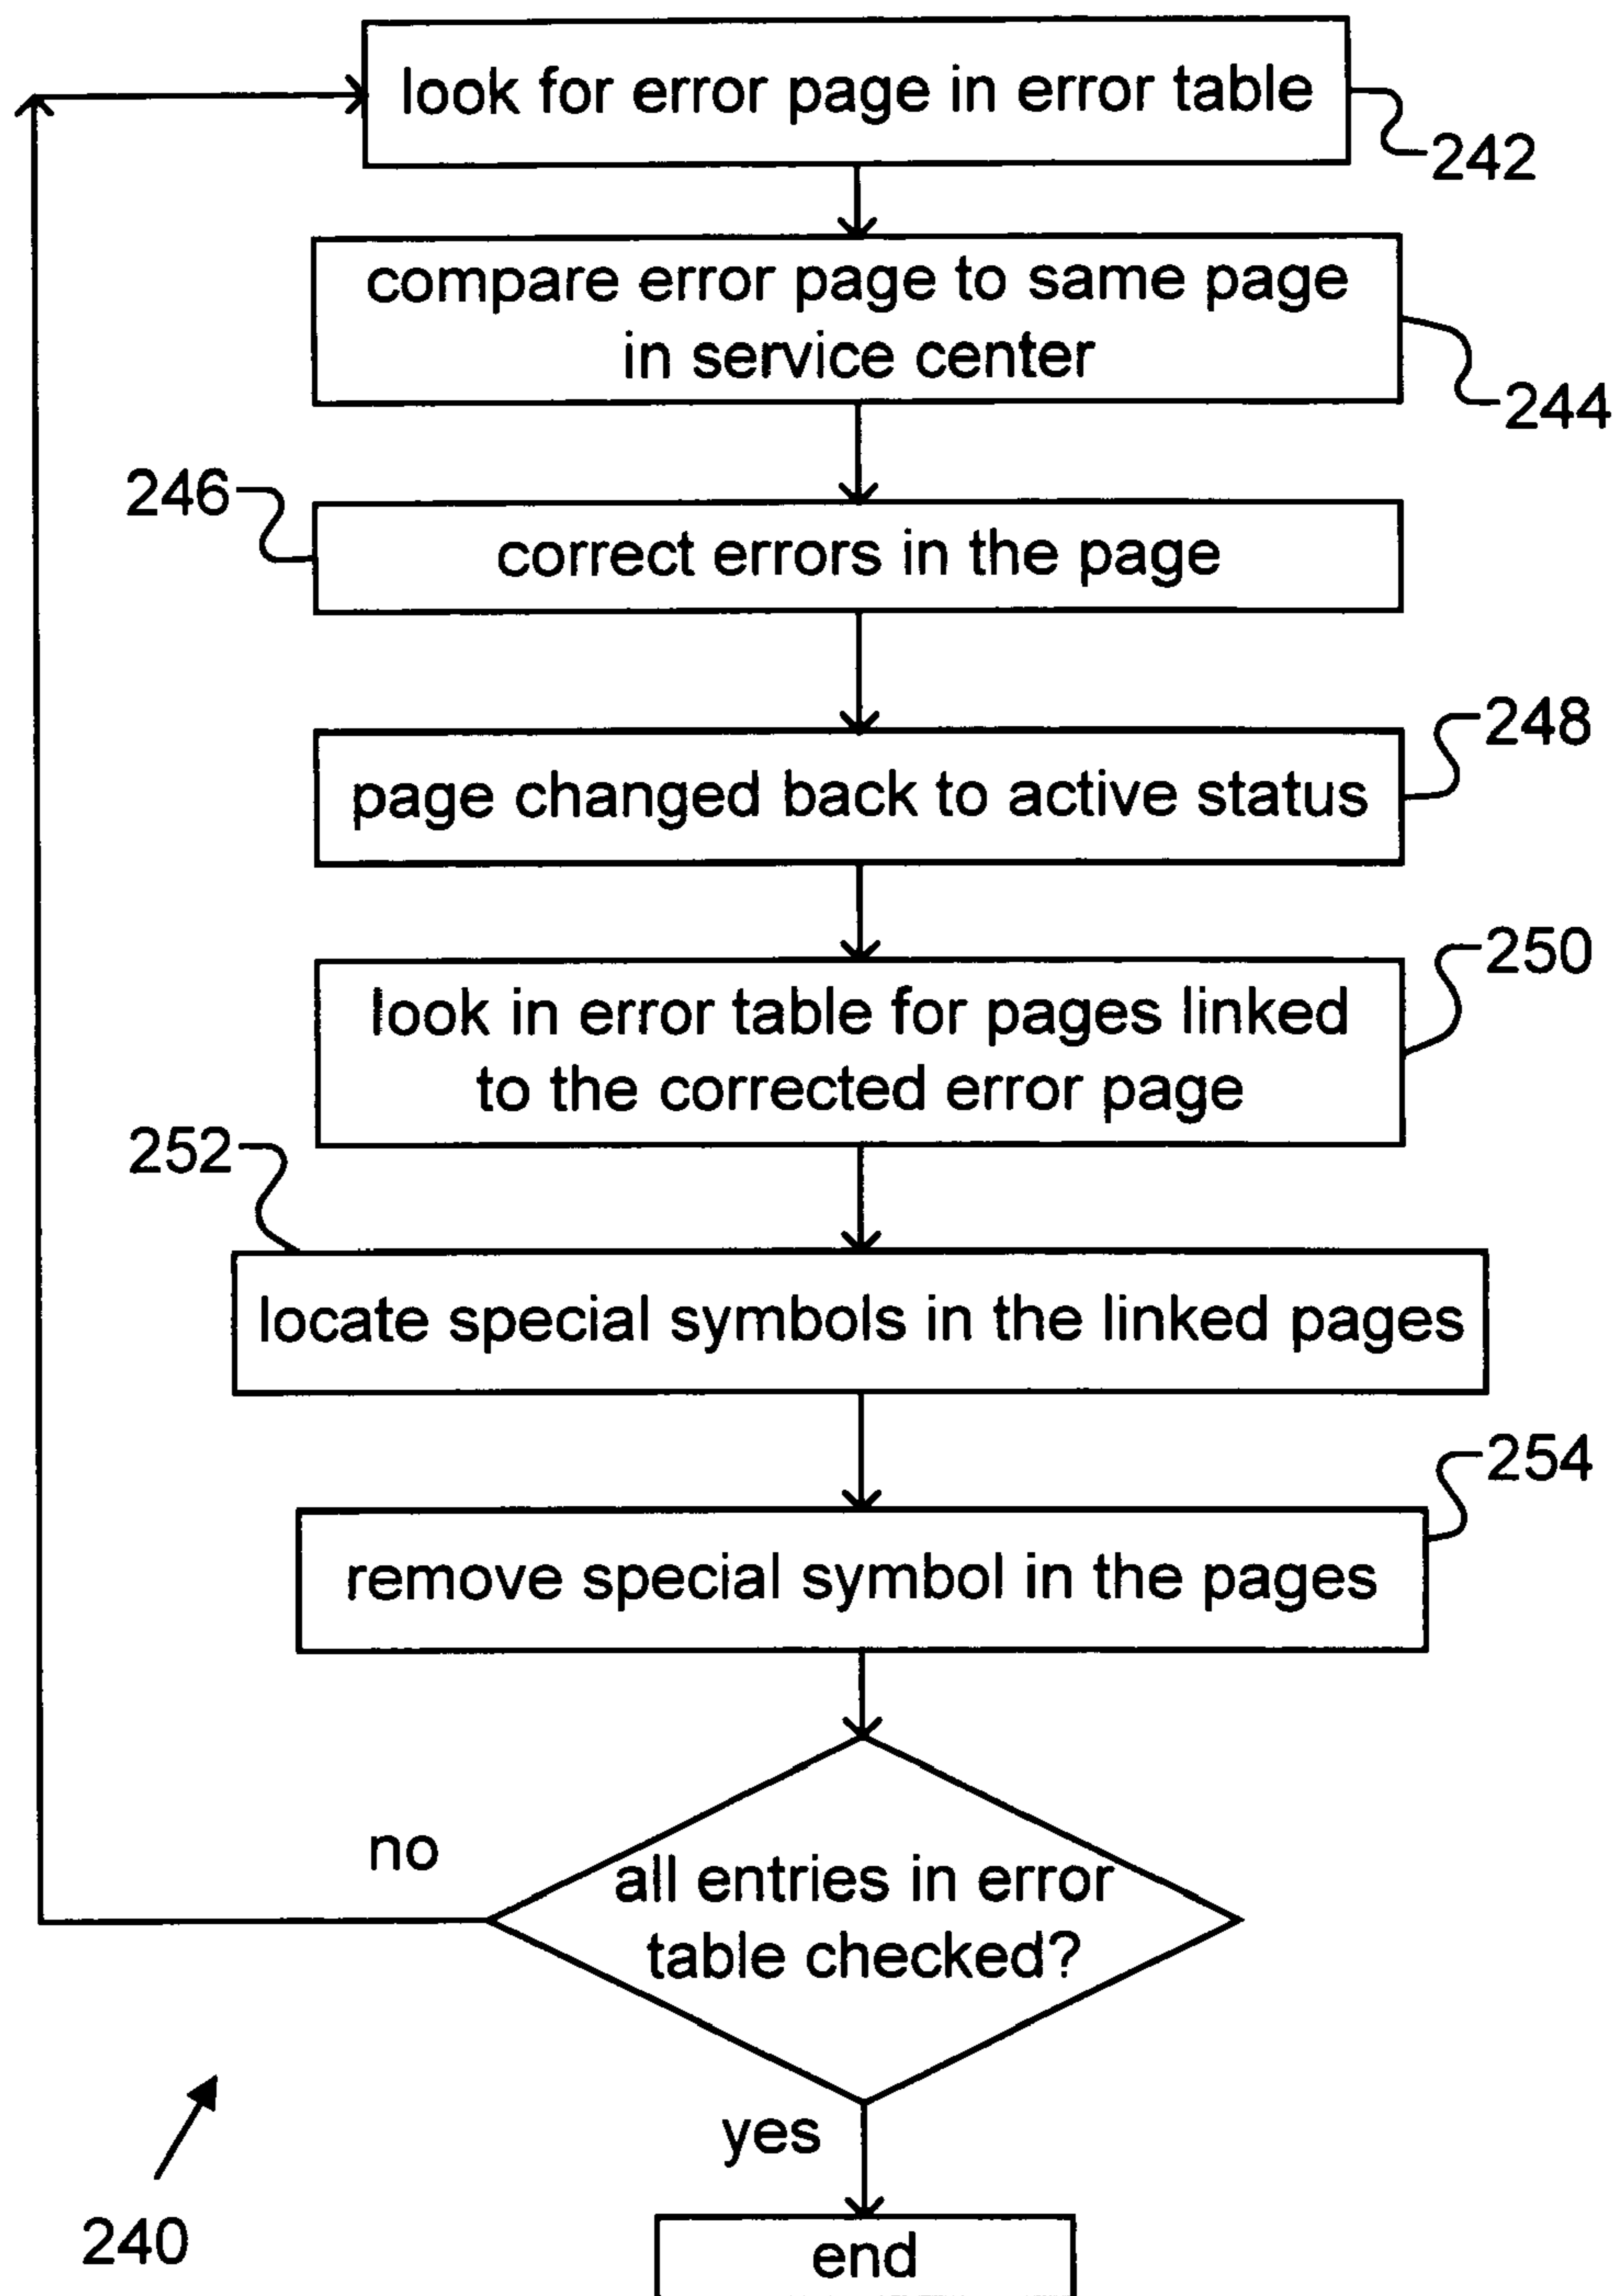 look for error page in error table
242
compare error page to same page
in service center
244
246
correct errors in the page
248
page changed back to active status
250
look in error table for pages linked
to the corrected error page
252
locate special symbols in the linked pages
254
remove special symbol in the pages
no
all entries in error
table checked?
yes
240
end